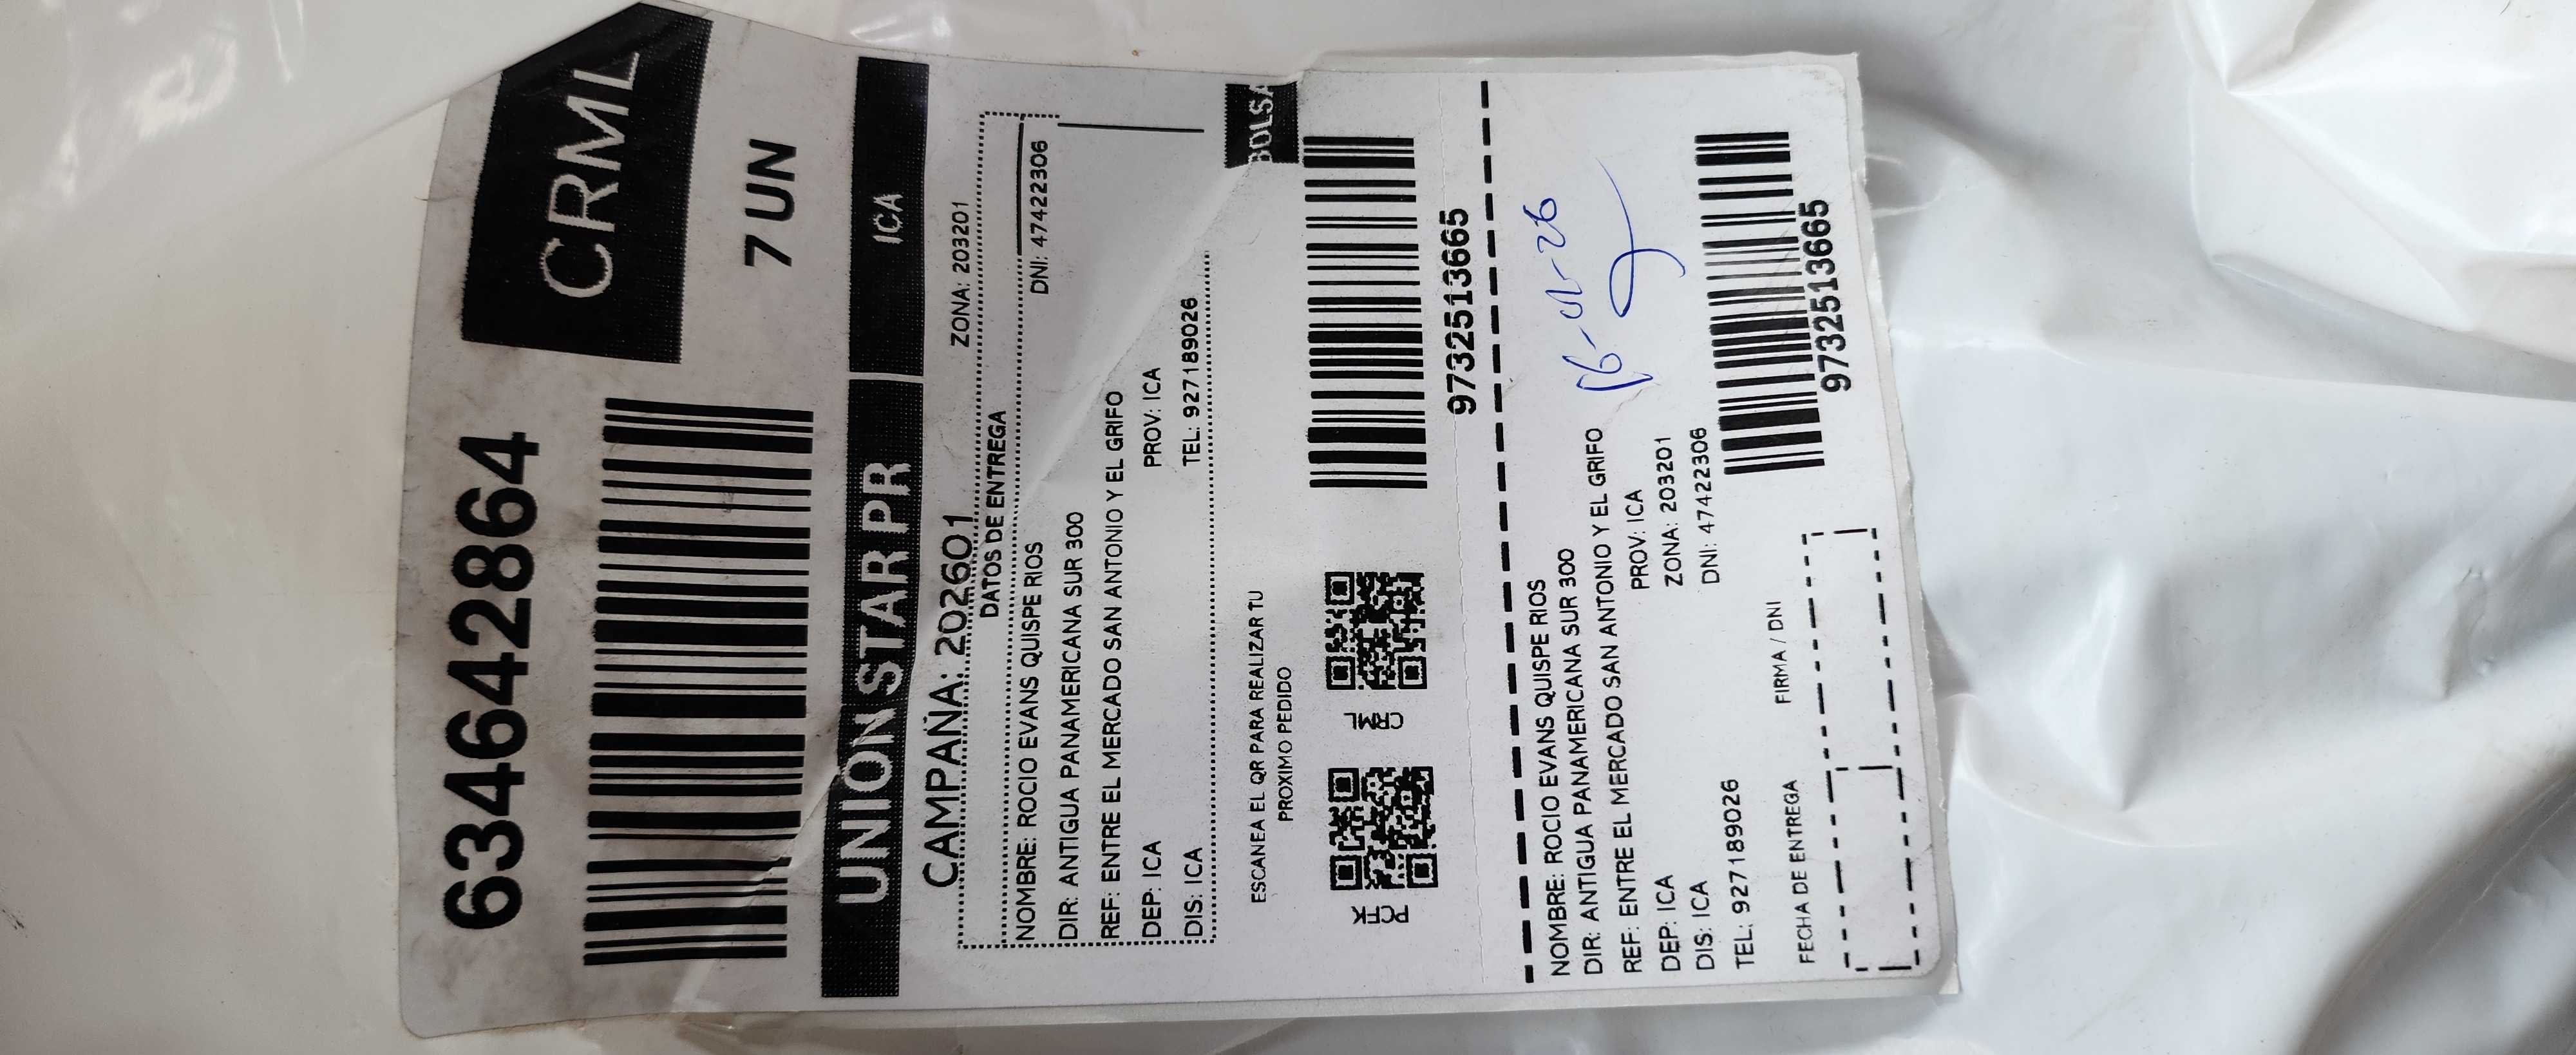 6346642864
CRML
7 UN
UNION STAR PR
ICA
CAMPAÑA: 202601
ZONA: 203201
DATOS DE ENTREGA
NOMBRE: ROCIO EVANS QUISPE RIOS
DNI: 47422306
DIR: ANTIGUA PANAMERICANA SUR 300
REF: ENTRE EL MERCADO SAN ANTONIO Y EL GRIFO
DEP: ICA
PROV: ICA
DIS: ICA
TEL: 927189026
BOLSA
ESCANEA EL QR PARA REALIZAR TU
PROXIMO PEDIDO
CRML
9732513665
NOMBRE: ROCIO EVANS QUISPE RIOS
DIR: ANTIGUA PANAMERICANA SUR 300
REF: ENTRE EL MERCADO SAN ANTONIO Y EL GRIFO
DEP: ICA
PROV: ICA
DIS: ICA
ZONA: 203201
TEL: 927189026
DNI: 47422306
16-01-26
FECHA DE ENTREGA
FIRMA / DNI
9732513665